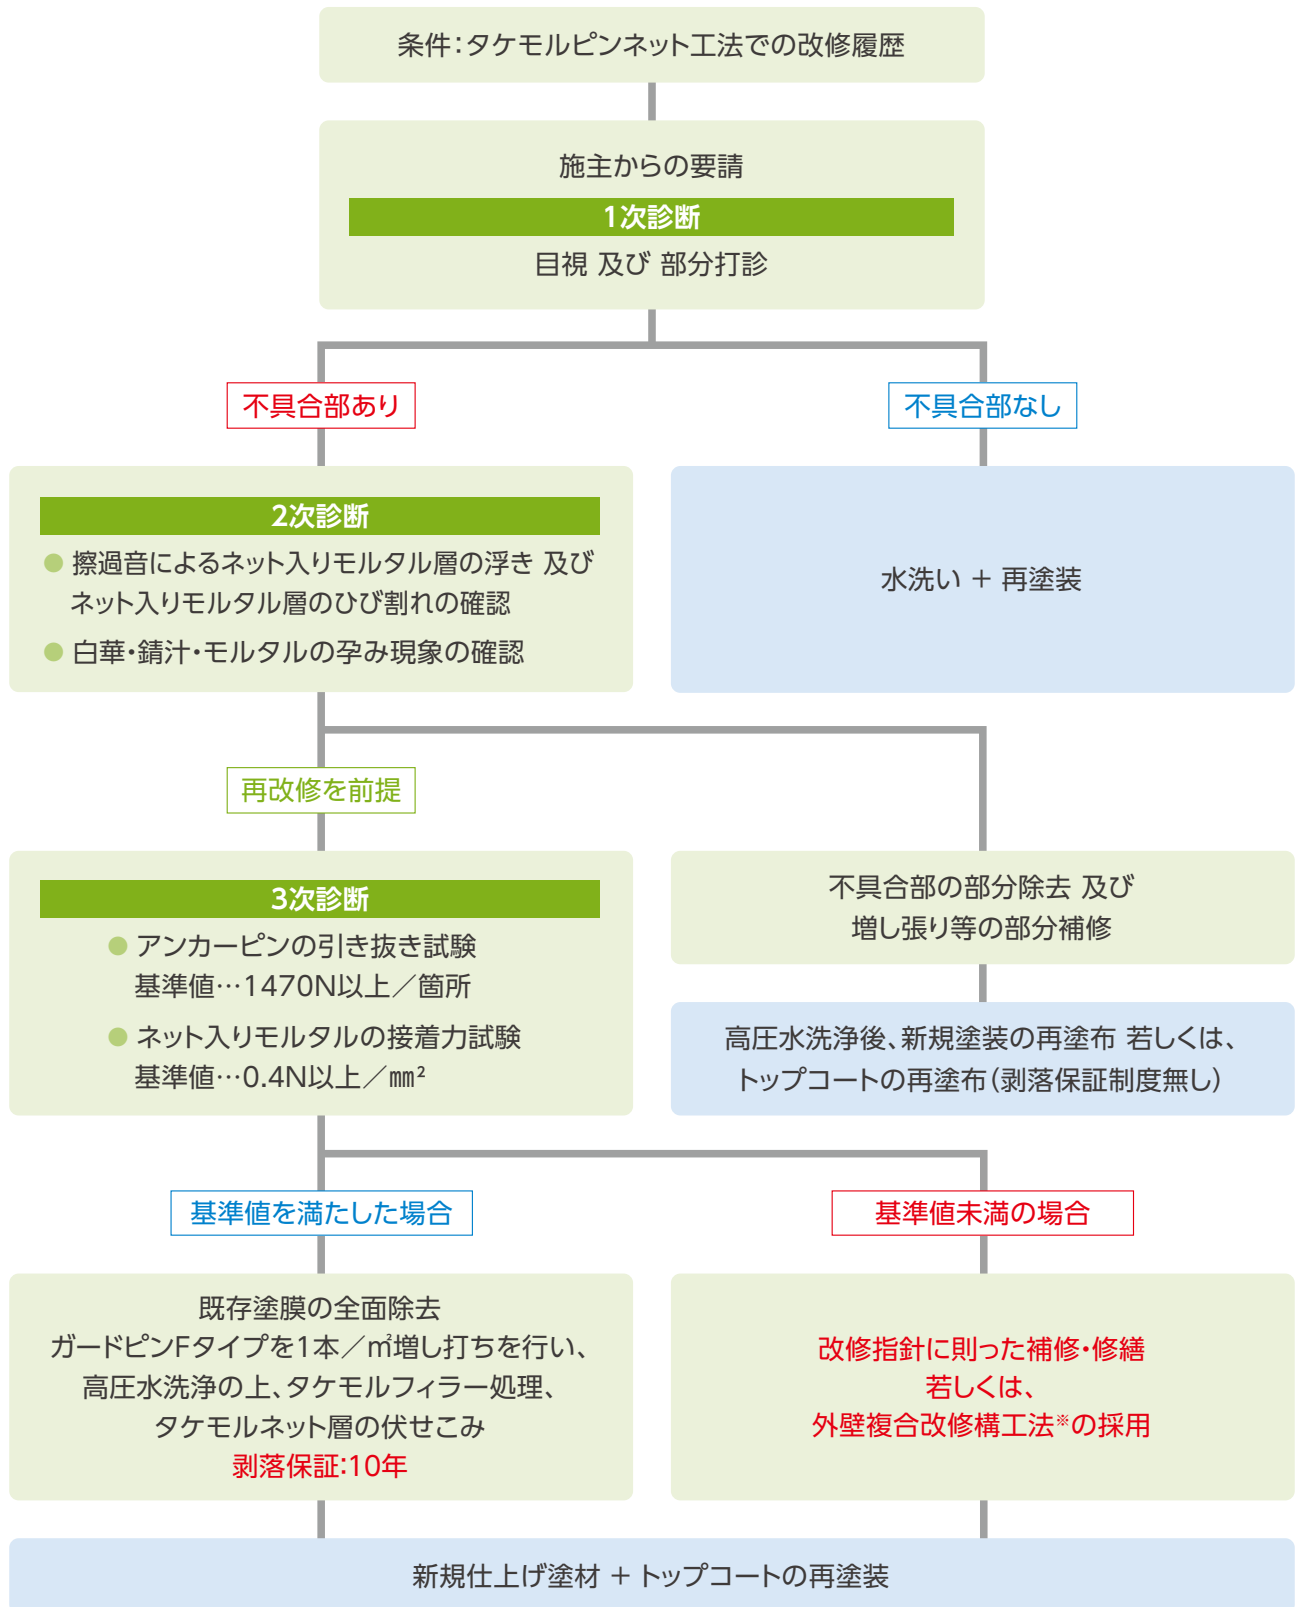 条件：タケモルピンネット工法での改修履歴
施主からの要請
1次診断
目視 及び 部分打診
不具合部あり
不具合部なし
2次診断
● 擦過音によるネット入りモルタル層の浮き 及び
ネット入りモルタル層のひび割れの確認
● 白華・錆汁・モルタルの孕み現象の確認
水洗い + 再塗装
再改修を前提
3次診断
● アンカーピンの引き抜き試験
基準値…1470N以上／箇所
● ネット入りモルタルの接着力試験
基準値…0.4N以上／㎜²
不具合部の部分除去 及び
増し張り等の部分補修
高圧水洗浄後、新規塗装の再塗布 若しくは、
トップコートの再塗布（剥落保証制度無し）
基準値を満たした場合
基準値未満の場合
既存塗膜の全面除去
ガードピンFタイプを1本／㎡増し打ちを行い、
高圧水洗浄の上、タケモルフィラー処理、
タケモルネット層の伏せこみ
剥落保証：10年
改修指針に則った補修・修繕
若しくは、
外壁複合改修構工法※の採用
新規仕上げ塗材 + トップコートの再塗装